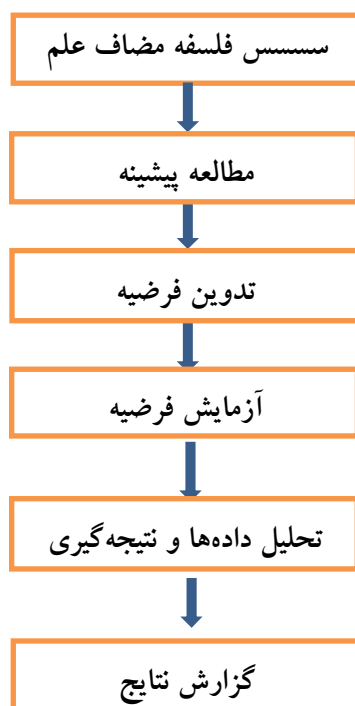 سسسس فلسفه مضاف علم
مطالعه پیشینه
تدوین فرضیه
آزمایش فرضیه
تحلیل داده‌ها و نتیجه‌گیری
گزارش نتایج